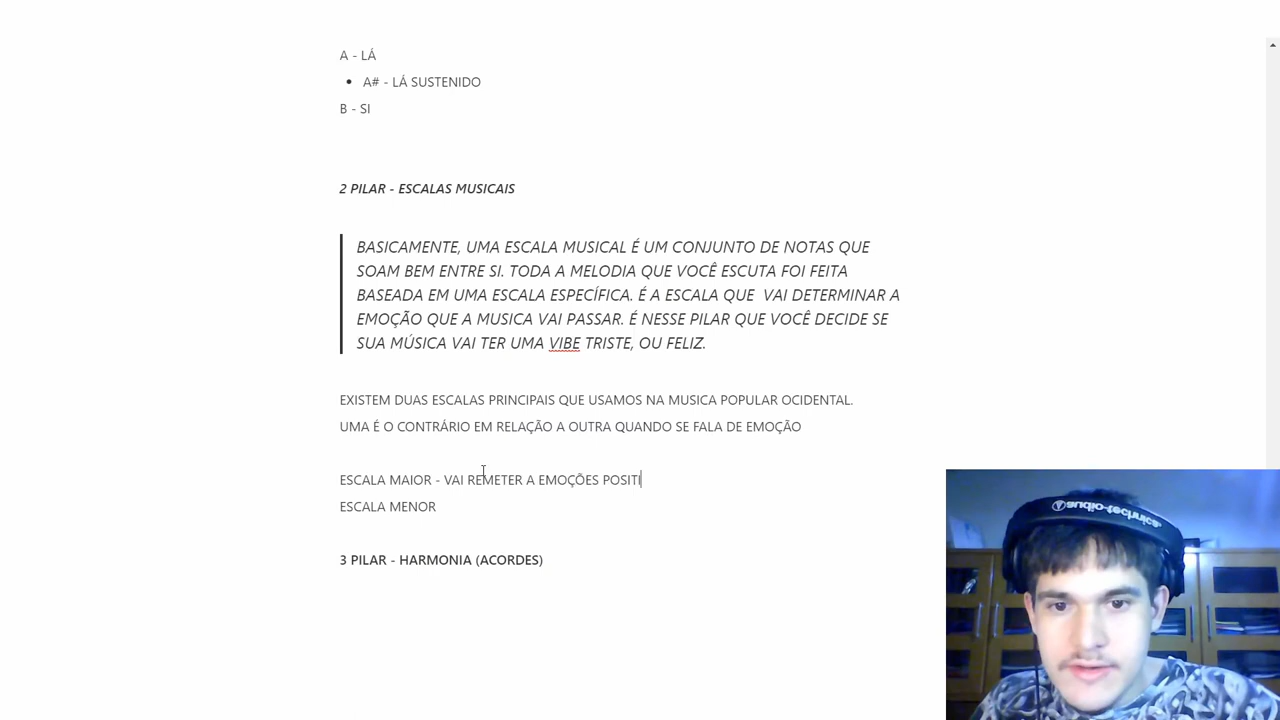 A - LÁ
• A# - LÁ SUSTENIDO
B - SI
2 PILAR - ESCALAS MUSICAIS
BASICAMENTE, UMA ESCALA MUSICAL É UM CONJUNTO DE NOTAS QUE
SOAM BEM ENTRE SI. TODA A MELODIA QUE VOCÊ ESCUTA FOI FEITA
BASEADA EM UMA ESCALA ESPECÍFICA. É A ESCALA QUE  VAI DETERMINAR A
EMOÇÃO QUE A MUSICA VAI PASSAR. É NESSE PILAR QUE VOCÊ DECIDE SE
SUA MÚSICA VAI TER UMA VIBE TRISTE, OU FELIZ.
EXISTEM DUAS ESCALAS PRINCIPAIS QUE USAMOS NA MUSICA POPULAR OCIDENTAL.
UMA É O CONTRÁRIO EM RELAÇÃO A OUTRA QUANDO SE FALA DE EMOÇÃO
ESCALA MAIOR - VAI REMETER A EMOÇÕES POSITI
ESCALA MENOR
3 PILAR - HARMONIA (ACORDES)
audio-technica